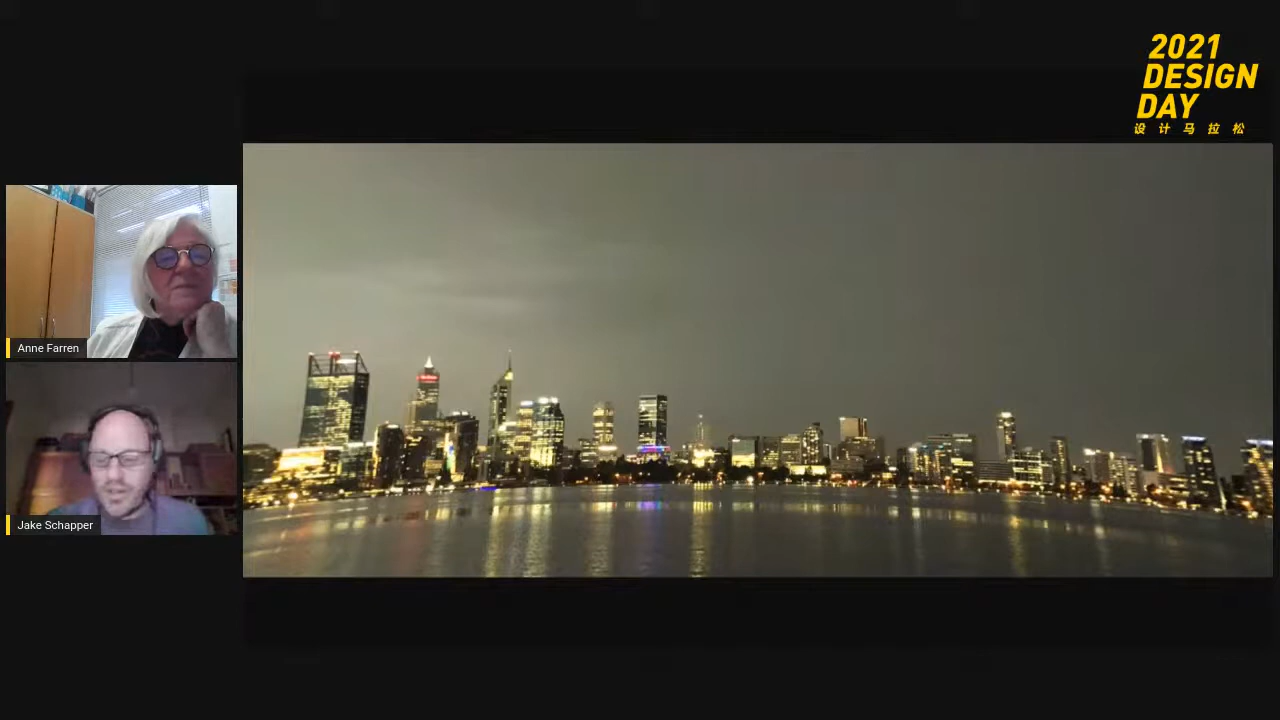 2021
DESIGN
DAY
设计马拉松
Anne Farren
Jake Schapper